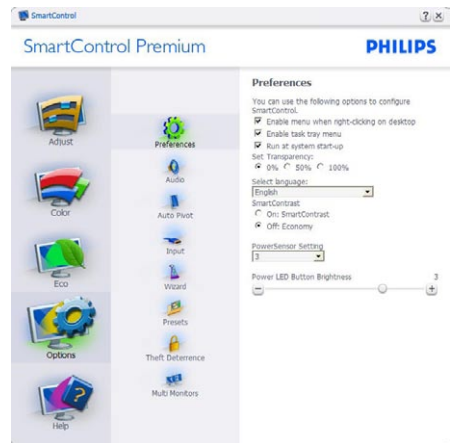 SmartControl
SmartControl Premium
PHILIPS
Adjust
Color
Eco
Options
Help
Preferences
Audio
Auto Pivot
Input
Wizard
Presets
Theft Deterrence
Multi Monitors
Preferences
You can use the following options to configure
SmartControl.
Enable menu when right-clicking on desktop
Enable task tray menu
Run at system start-up
Set Transparency:
0% 50% 100%
Select language:
English
SmartContrast
On: SmartContrast
Off: Economy
PowerSensor Setting
3
Power LED Button Brightness 3